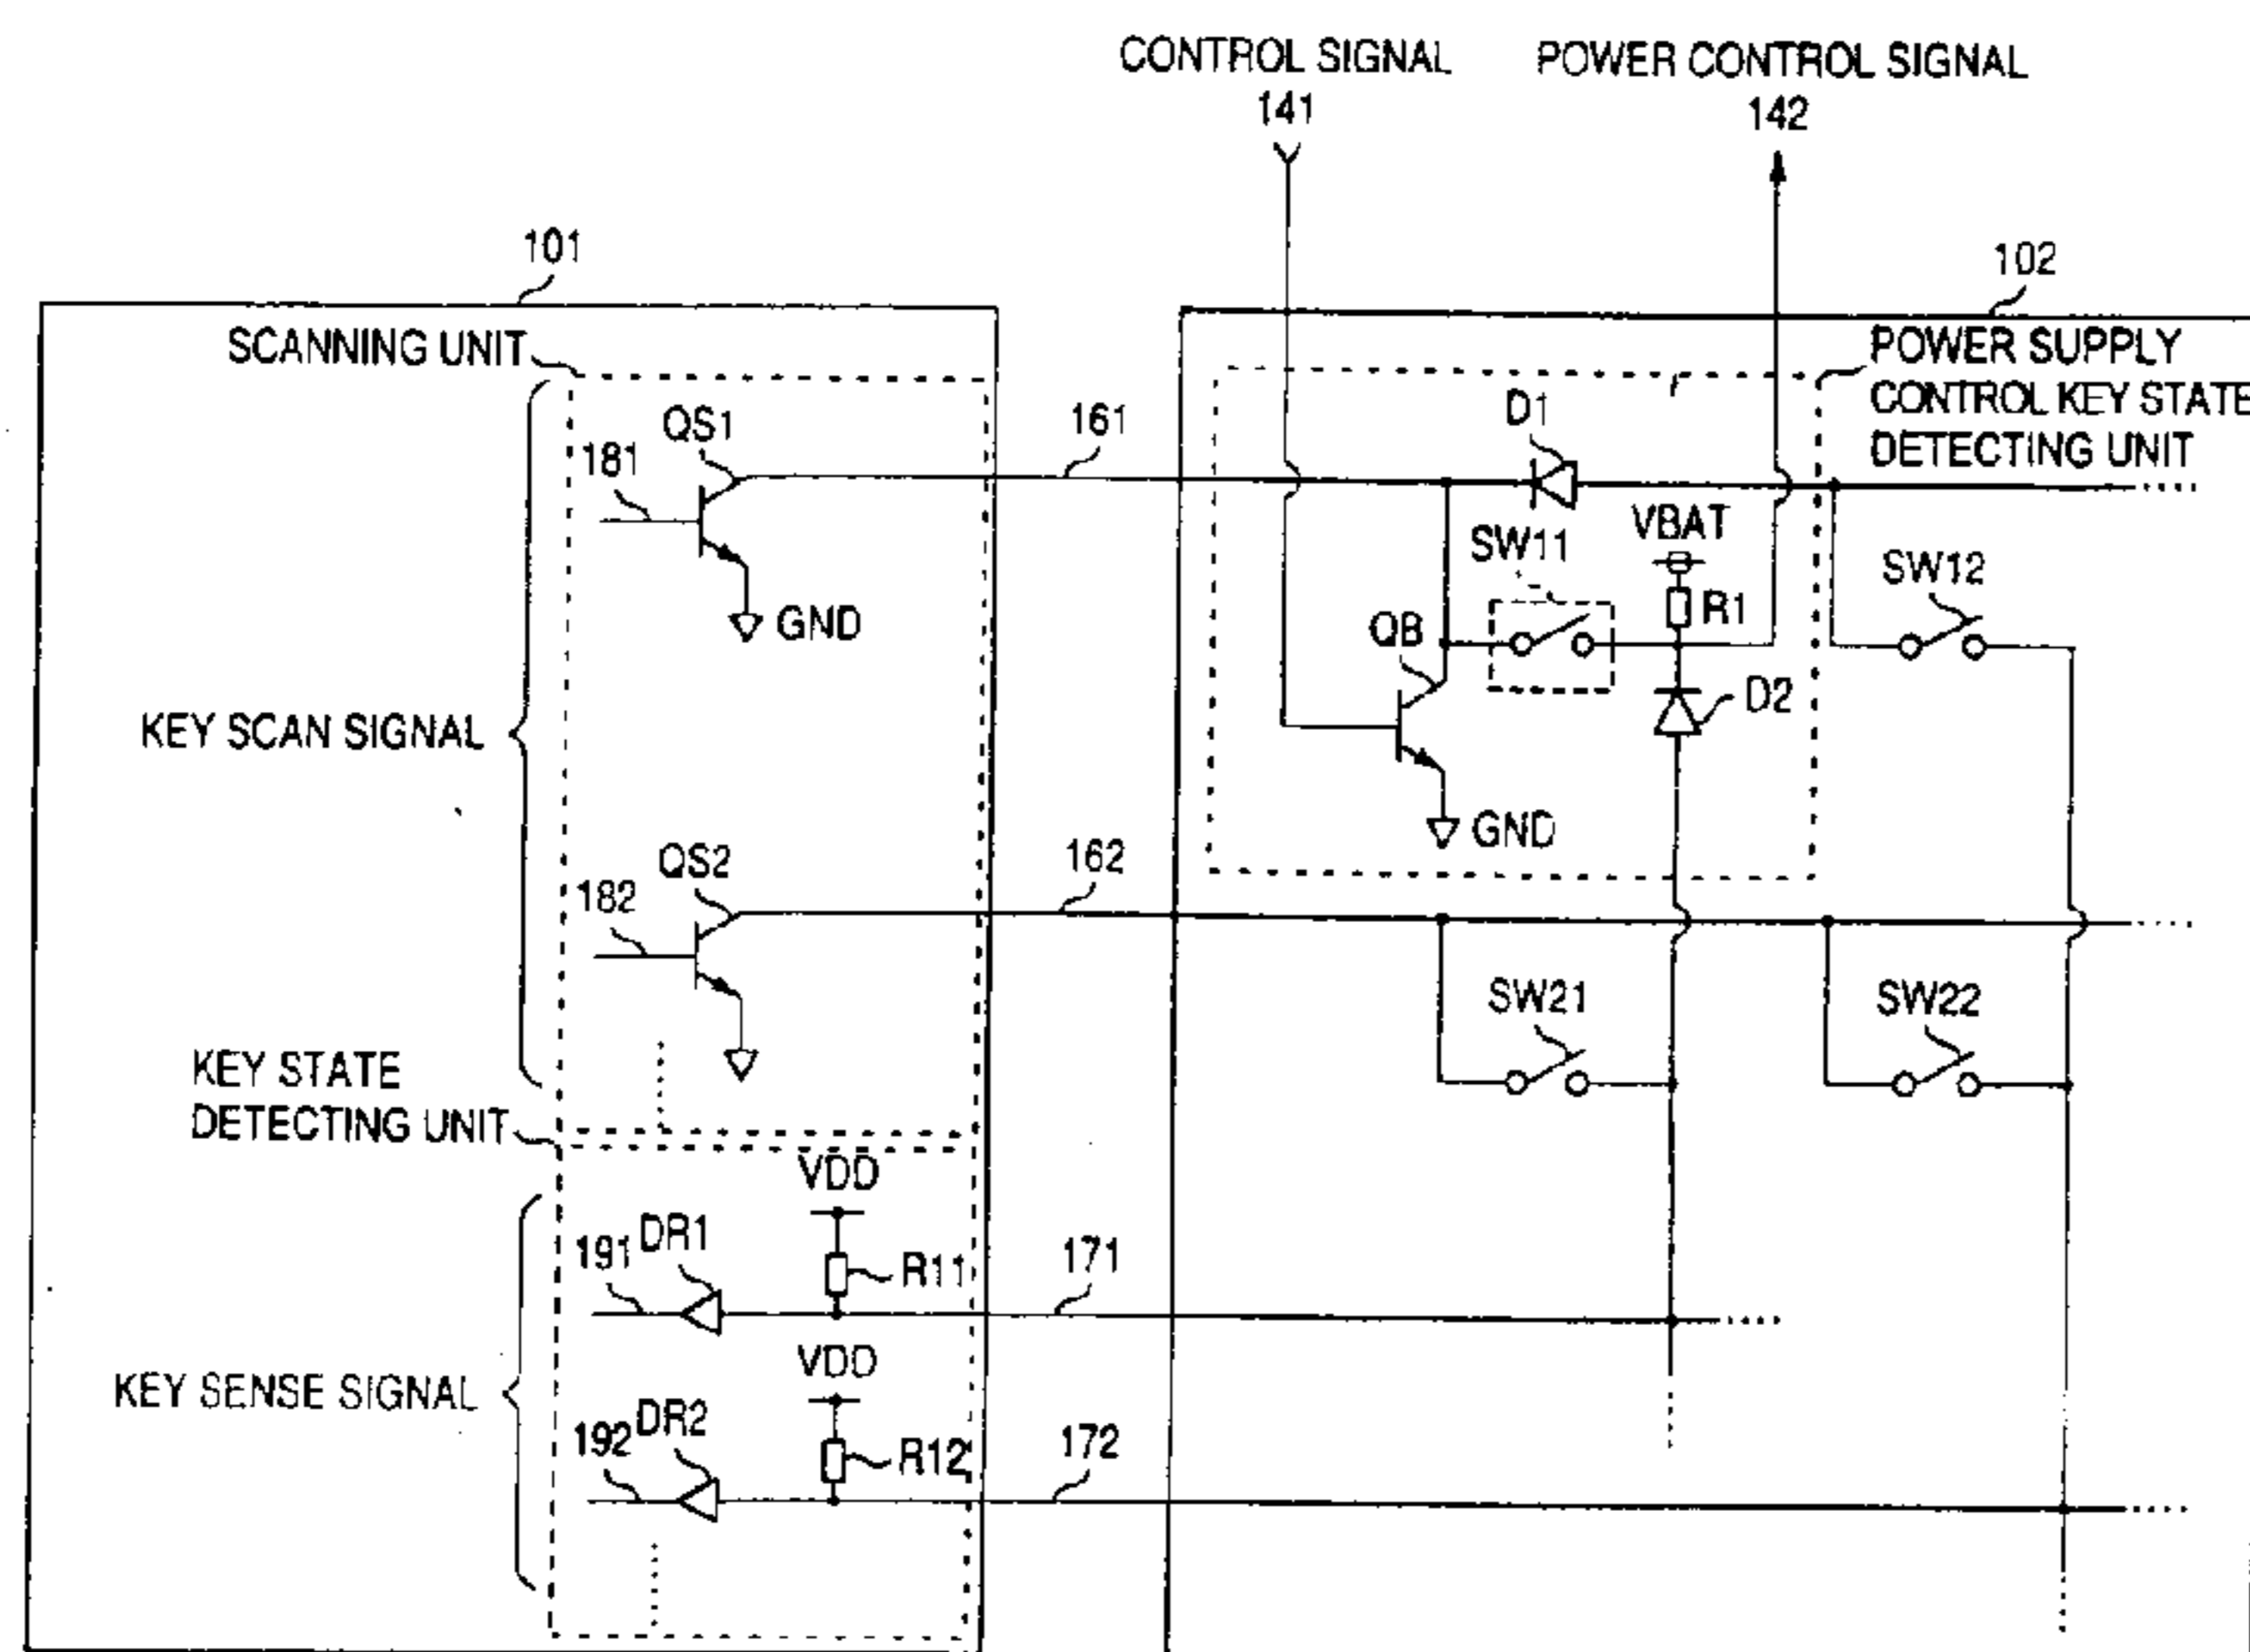 CONTROL SIGNAL
141
POWER CONTROL SIGNAL
142
101
102
SCANNING UNIT
POWER SUPPLY
CONTROL KEY STATE
DETECTING UNIT
QS1
181
161
D1
VBAT
SW11
R1
SW12
GND
QB
D2
KEY SCAN SIGNAL
GND
QS2
182
162
SW21
SW22
KEY STATE
DETECTING UNIT
VDD
191
DR1
R11
171
VDD
KEY SENSE SIGNAL
192
DR2
R12
172